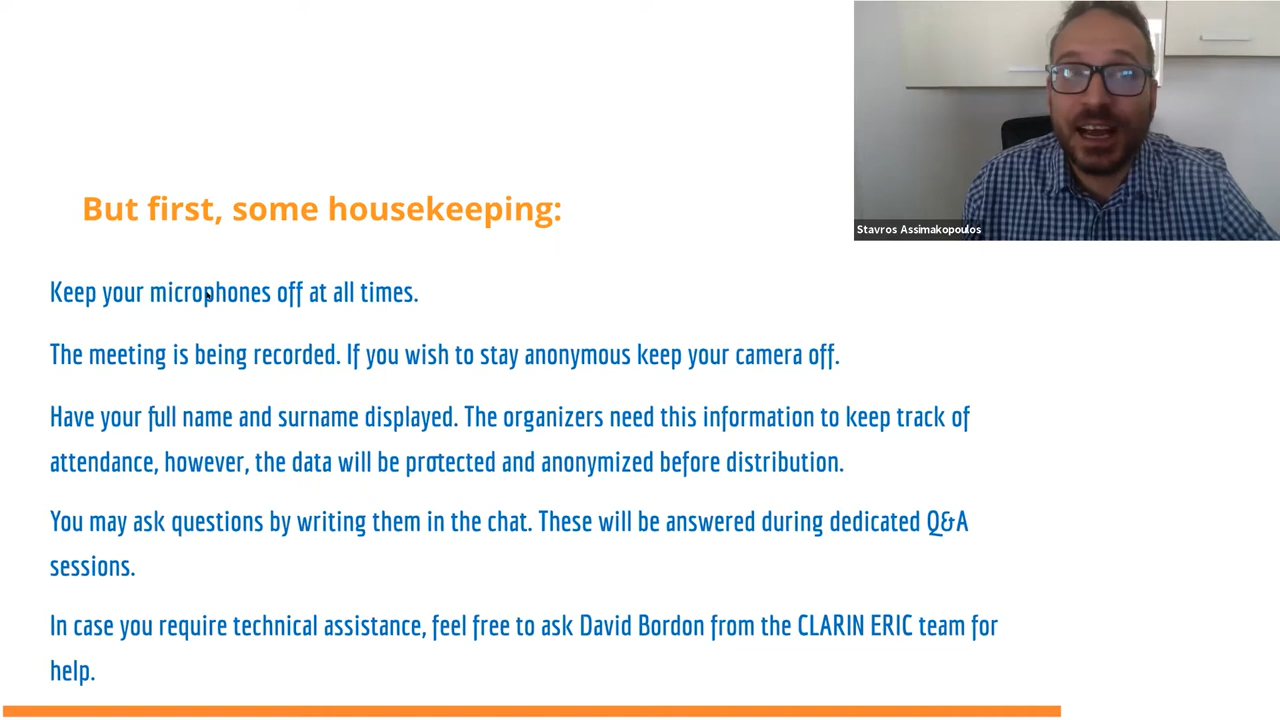 Stavros Assimakopoulos
But first, some housekeeping:
Keep your microphones off at all times.
The meeting is being recorded. If you wish to stay anonymous keep your camera off.
Have your full name and surname displayed. The organizers need this information to keep track of
attendance, however, the data will be protected and anonymized before distribution.
You may ask questions by writing them in the chat. These will be answered during dedicated Q&A
sessions.
In case you require technical assistance, feel free to ask David Bordon from the CLARIN ERIC team for
help.